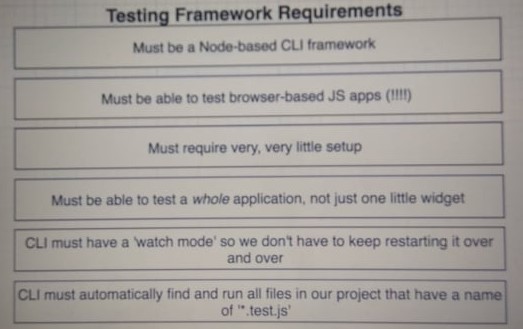 Testing Framework Requirements
Must be a Node-based CLI framework
Must be able to test browser-based JS apps (!!!!)
Must require very, very little setup
Must be able to test a whole application, not just one little widget
CLI must have a 'watch mode' so we don't have to keep restarting it over
and over
CLI must automatically find and run all files in our project that have a name
of '*.test.js'